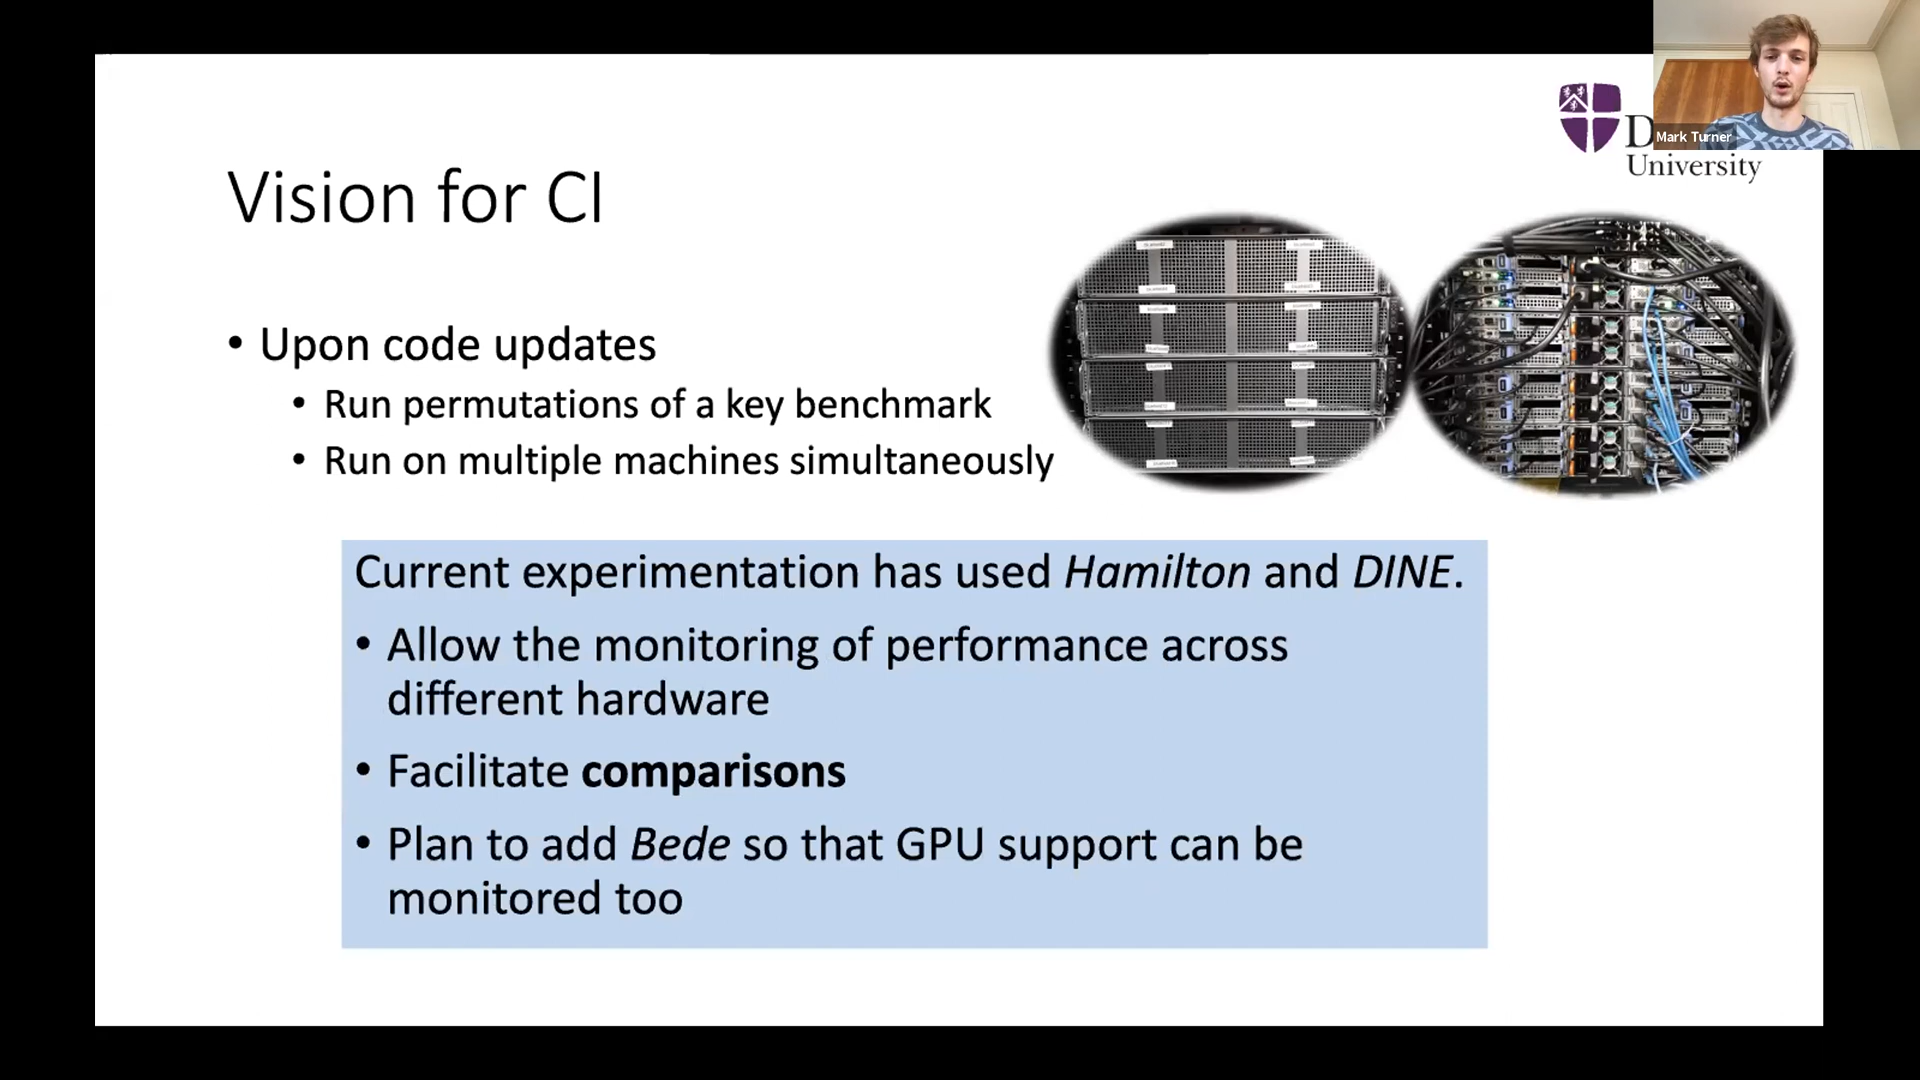 Mark Turner
University
Vision for CI
• Upon code updates
• Run permutations of a key benchmark
• Run on multiple machines simultaneously
Current experimentation has used Hamilton and DINE.
• Allow the monitoring of performance across
different hardware
• Facilitate comparisons
• Plan to add Bede so that GPU support can be
monitored too